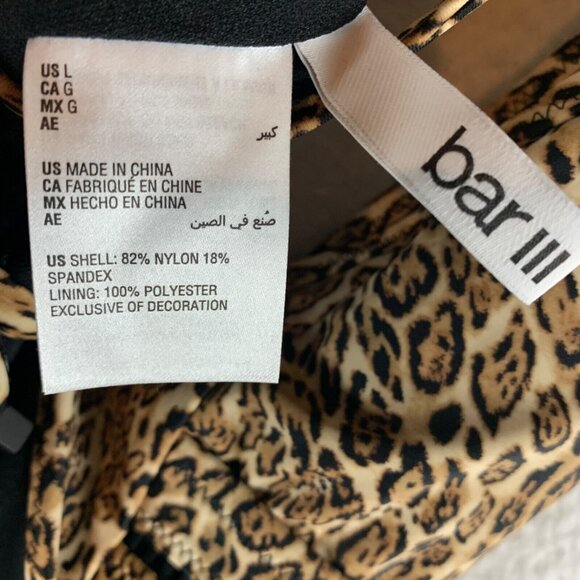 US L
CA G
MX G
AE كبير
US MADE IN CHINA
CA FABRIQUÉ EN CHINE
MX HECHO EN CHINA
AE صُنع في الصين
US SHELL: 82% NYLON 18%
SPANDEX
LINING: 100% POLYESTER
EXCLUSIVE OF DECORATION
bar III